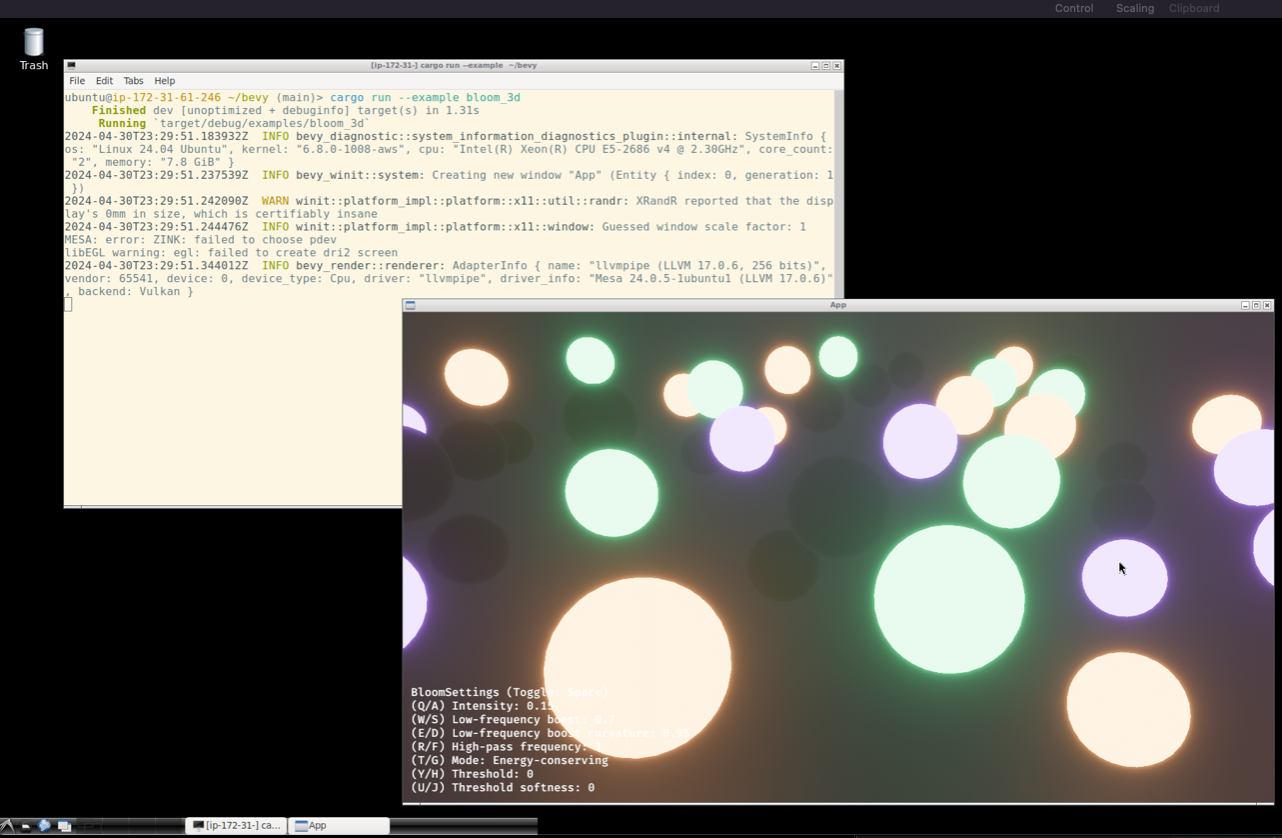 Control Scaling Clipboard
Trash
[ip-172-31-] cargo run --example ~/bevy
File Edit Tabs Help
ubuntu@ip-172-31-61-246 ~/bevy (main)> cargo run --example bloom_3d
Finished dev [unoptimized + debuginfo] target(s) in 1.31s
Running `target/debug/examples/bloom_3d`
2024-04-30T23:29:51.183932Z INFO bevy_diagnostic::system_information_diagnostics_plugin::internal: SystemInfo {
os: "Linux 24.04 Ubuntu", kernel: "6.8.0-1008-aws", cpu: "Intel(R) Xeon(R) CPU E5-2686 v4 @ 2.30GHz", core_count:
"2", memory: "7.8 GiB" }
2024-04-30T23:29:51.237539Z INFO bevy_winit::system: Creating new window "App" (Entity { index: 0, generation: 1
})
2024-04-30T23:29:51.242090Z WARN winit::platform_impl::platform::x11::util::randr: XRandR reported that the disp
lay's 0mm in size, which is certifiably insane
2024-04-30T23:29:51.244476Z INFO winit::platform_impl::platform::x11::window: Guessed window scale factor: 1
MESA: error: ZINK: failed to choose pdev
libEGL warning: egl: failed to create dri2 screen
2024-04-30T23:29:51.344012Z INFO bevy_render::renderer: AdapterInfo { name: "llvmpipe (LLVM 17.0.6, 256 bits)",
vendor: 65541, device: 0, device_type: Cpu, driver: "llvmpipe", driver_info: "Mesa 24.0.5-1ubuntu1 (LLVM 17.0.6)"
, backend: Vulkan }
App
BloomSettings (Toggle: Space)
(Q/A) Intensity: 0.15
(W/S) Low-frequency boost: 0.7
(E/D) Low-frequency boost curvature: 0.95
(R/F) High-pass frequency: 1
(T/G) Mode: Energy-conserving
(Y/H) Threshold: 0
(U/J) Threshold softness: 0
[ip-172-31-] ca...
App